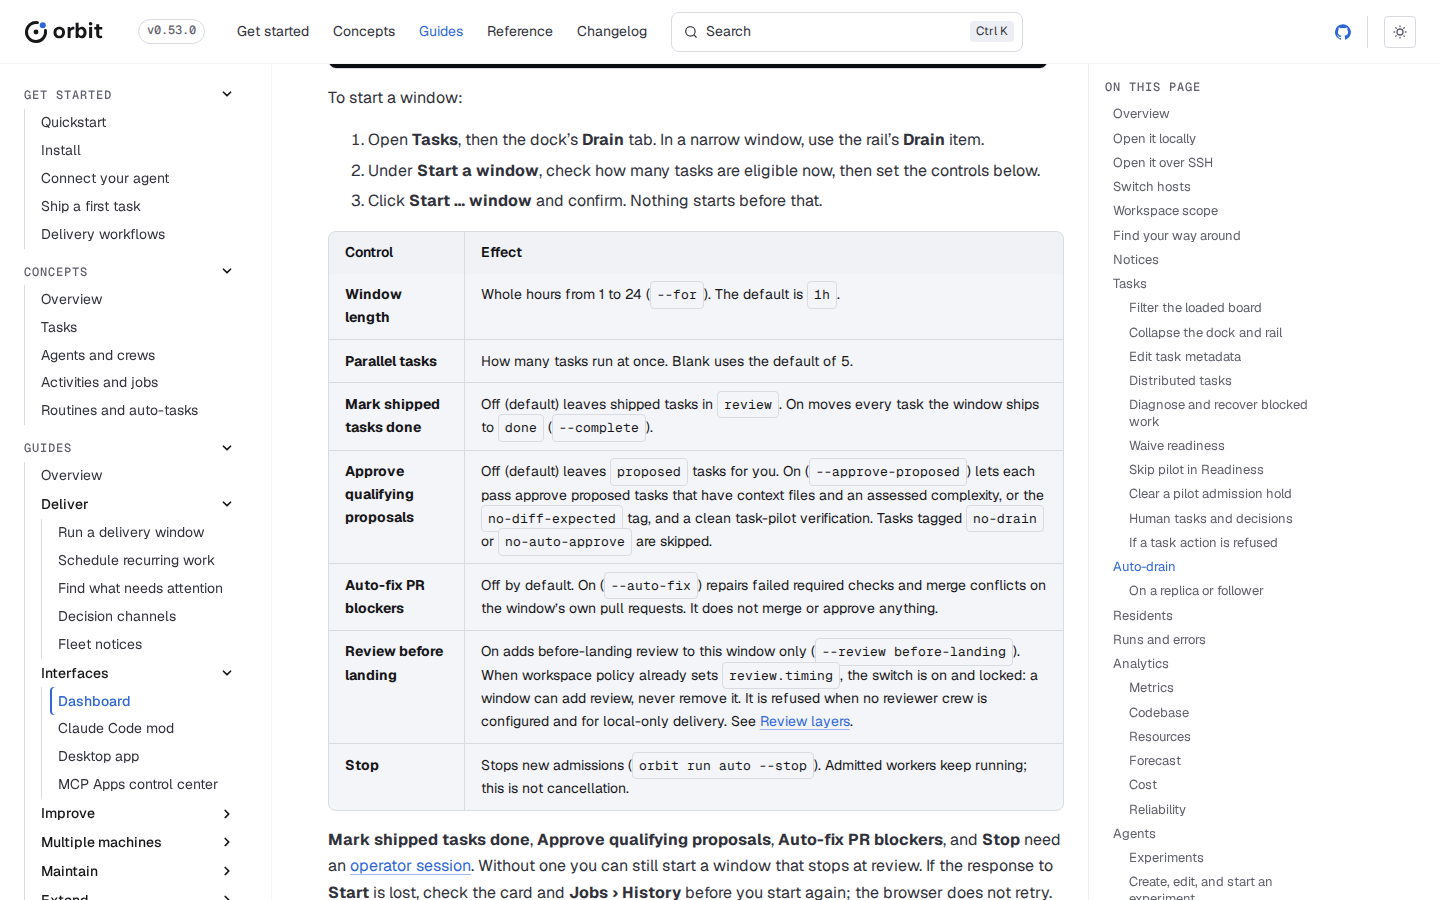 orbit
v0.53.0
Get started
Concepts
Guides
Reference
Changelog
Search
Ctrl K
GET STARTED
Quickstart
Install
Connect your agent
Ship a first task
Delivery workflows
CONCEPTS
Overview
Tasks
Agents and crews
Activities and jobs
Routines and auto-tasks
GUIDES
Overview
Deliver
Run a delivery window
Schedule recurring work
Find what needs attention
Decision channels
Fleet notices
Interfaces
Dashboard
Claude Code mod
Desktop app
MCP Apps control center
Improve
Multiple machines
Maintain
Extend
To start a window:
1. Open Tasks, then the dock’s Drain tab. In a narrow window, use the rail’s Drain item.
2. Under Start a window, check how many tasks are eligible now, then set the controls below.
3. Click Start … window and confirm. Nothing starts before that.
Control Effect
Window
length
Whole hours from 1 to 24 (--for). The default is 1h.
Parallel tasks
How many tasks run at once. Blank uses the default of 5.
Mark shipped
tasks done
Off (default) leaves shipped tasks in review. On moves every task the window ships
to done (--complete).
Approve
qualifying
proposals
Off (default) leaves proposed tasks for you. On (--approve-proposed) lets each
pass approve proposed tasks that have context files and an assessed complexity, or the
no-diff-expected tag, and a clean task-pilot verification. Tasks tagged no-drain
or no-auto-approve are skipped.
Auto-fix PR
blockers
Off by default. On (--auto-fix) repairs failed required checks and merge conflicts on
the window’s own pull requests. It does not merge or approve anything.
Review before
landing
On adds before-landing review to this window only (--review before-landing).
When workspace policy already sets review.timing, the switch is on and locked: a
window can add review, never remove it. It is refused when no reviewer crew is
configured and for local-only delivery. See Review layers.
Stop
Stops new admissions (orbit run auto --stop). Admitted workers keep running;
this is not cancellation.
Mark shipped tasks done, Approve qualifying proposals, Auto-fix PR blockers, and Stop need
an operator session. Without one you can still start a window that stops at review. If the response to
Start is lost, check the card and Jobs › History before you start again; the browser does not retry.
ON THIS PAGE
Overview
Open it locally
Open it over SSH
Switch hosts
Workspace scope
Find your way around
Notices
Tasks
Filter the loaded board
Collapse the dock and rail
Edit task metadata
Distributed tasks
Diagnose and recover blocked
work
Waive readiness
Skip pilot in Readiness
Clear a pilot admission hold
Human tasks and decisions
If a task action is refused
Auto-drain
On a replica or follower
Residents
Runs and errors
Analytics
Metrics
Codebase
Resources
Forecast
Cost
Reliability
Agents
Experiments
Create, edit, and start an
experiment